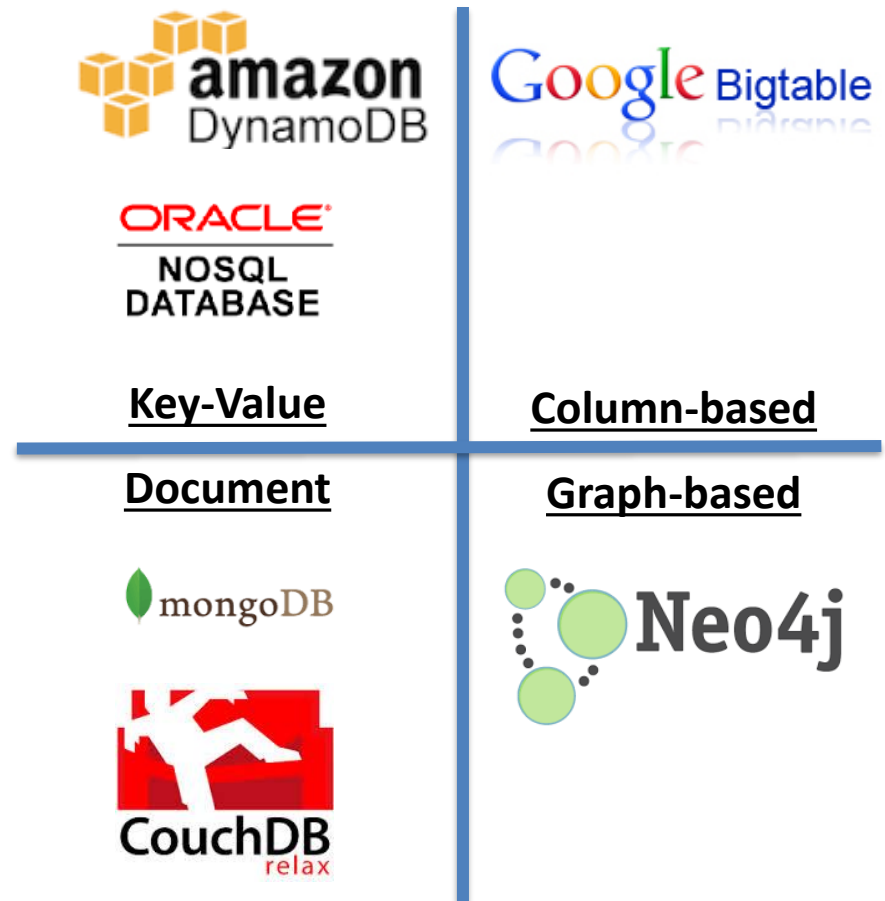 amazon
DynamoDB
ORACLE®
NOSQL
DATABASE
Key-Value
Google Bigtable
Column-based
Document
mongoDB
CouchDB
relax
Graph-based
Neo4j